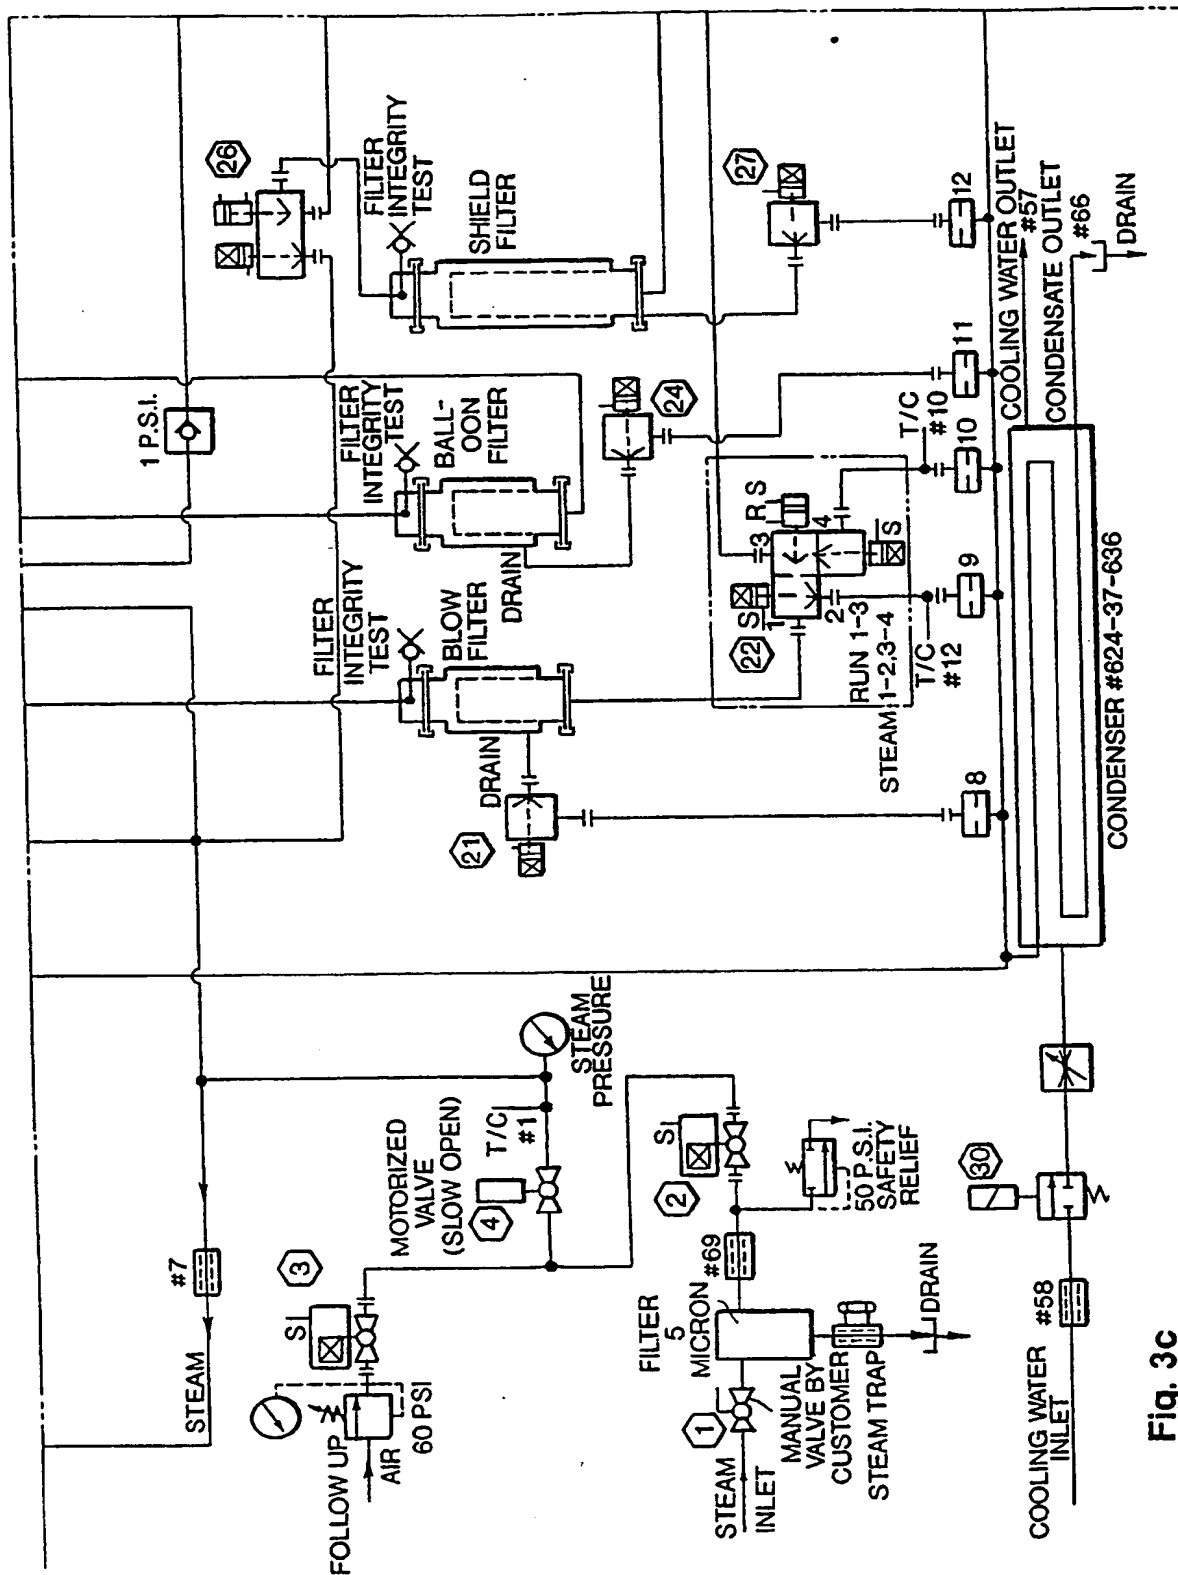 1 P.S.I.
26
FILTER
INTEGRITY
TEST
SHIELD
FILTER
FILTER
INTEGRITY
TEST
BALL-
OON
FILTER
DRAIN
24
27
12
FILTER
INTEGRITY
TEST
BLOW
FILTER
DRAIN
21
22
S
1
2
3
4
R S
S
RUN 1-3
STEAM 1-2,3-4
T/C
#12
T/C
#10
8
9
10
11
COOLING WATER OUTLET
#57
CONDENSATE OUTLET
#66
DRAIN
CONDENSER #624-37-636
STEAM
#7
3
S
FOLLOW UP
AIR
60 PSI
MOTORIZED
VALVE
(SLOW OPEN)
4
T/C
#1
STEAM
PRESSURE
2
S
50 P.S.I.
SAFETY
RELIEF
#69
FILTER
5
MICRON
1
STEAM
INLET
MANUAL
VALVE BY
CUSTOMER
STEAM TRAP
DRAIN
30
#58
COOLING WATER
INLET
Fig. 3c